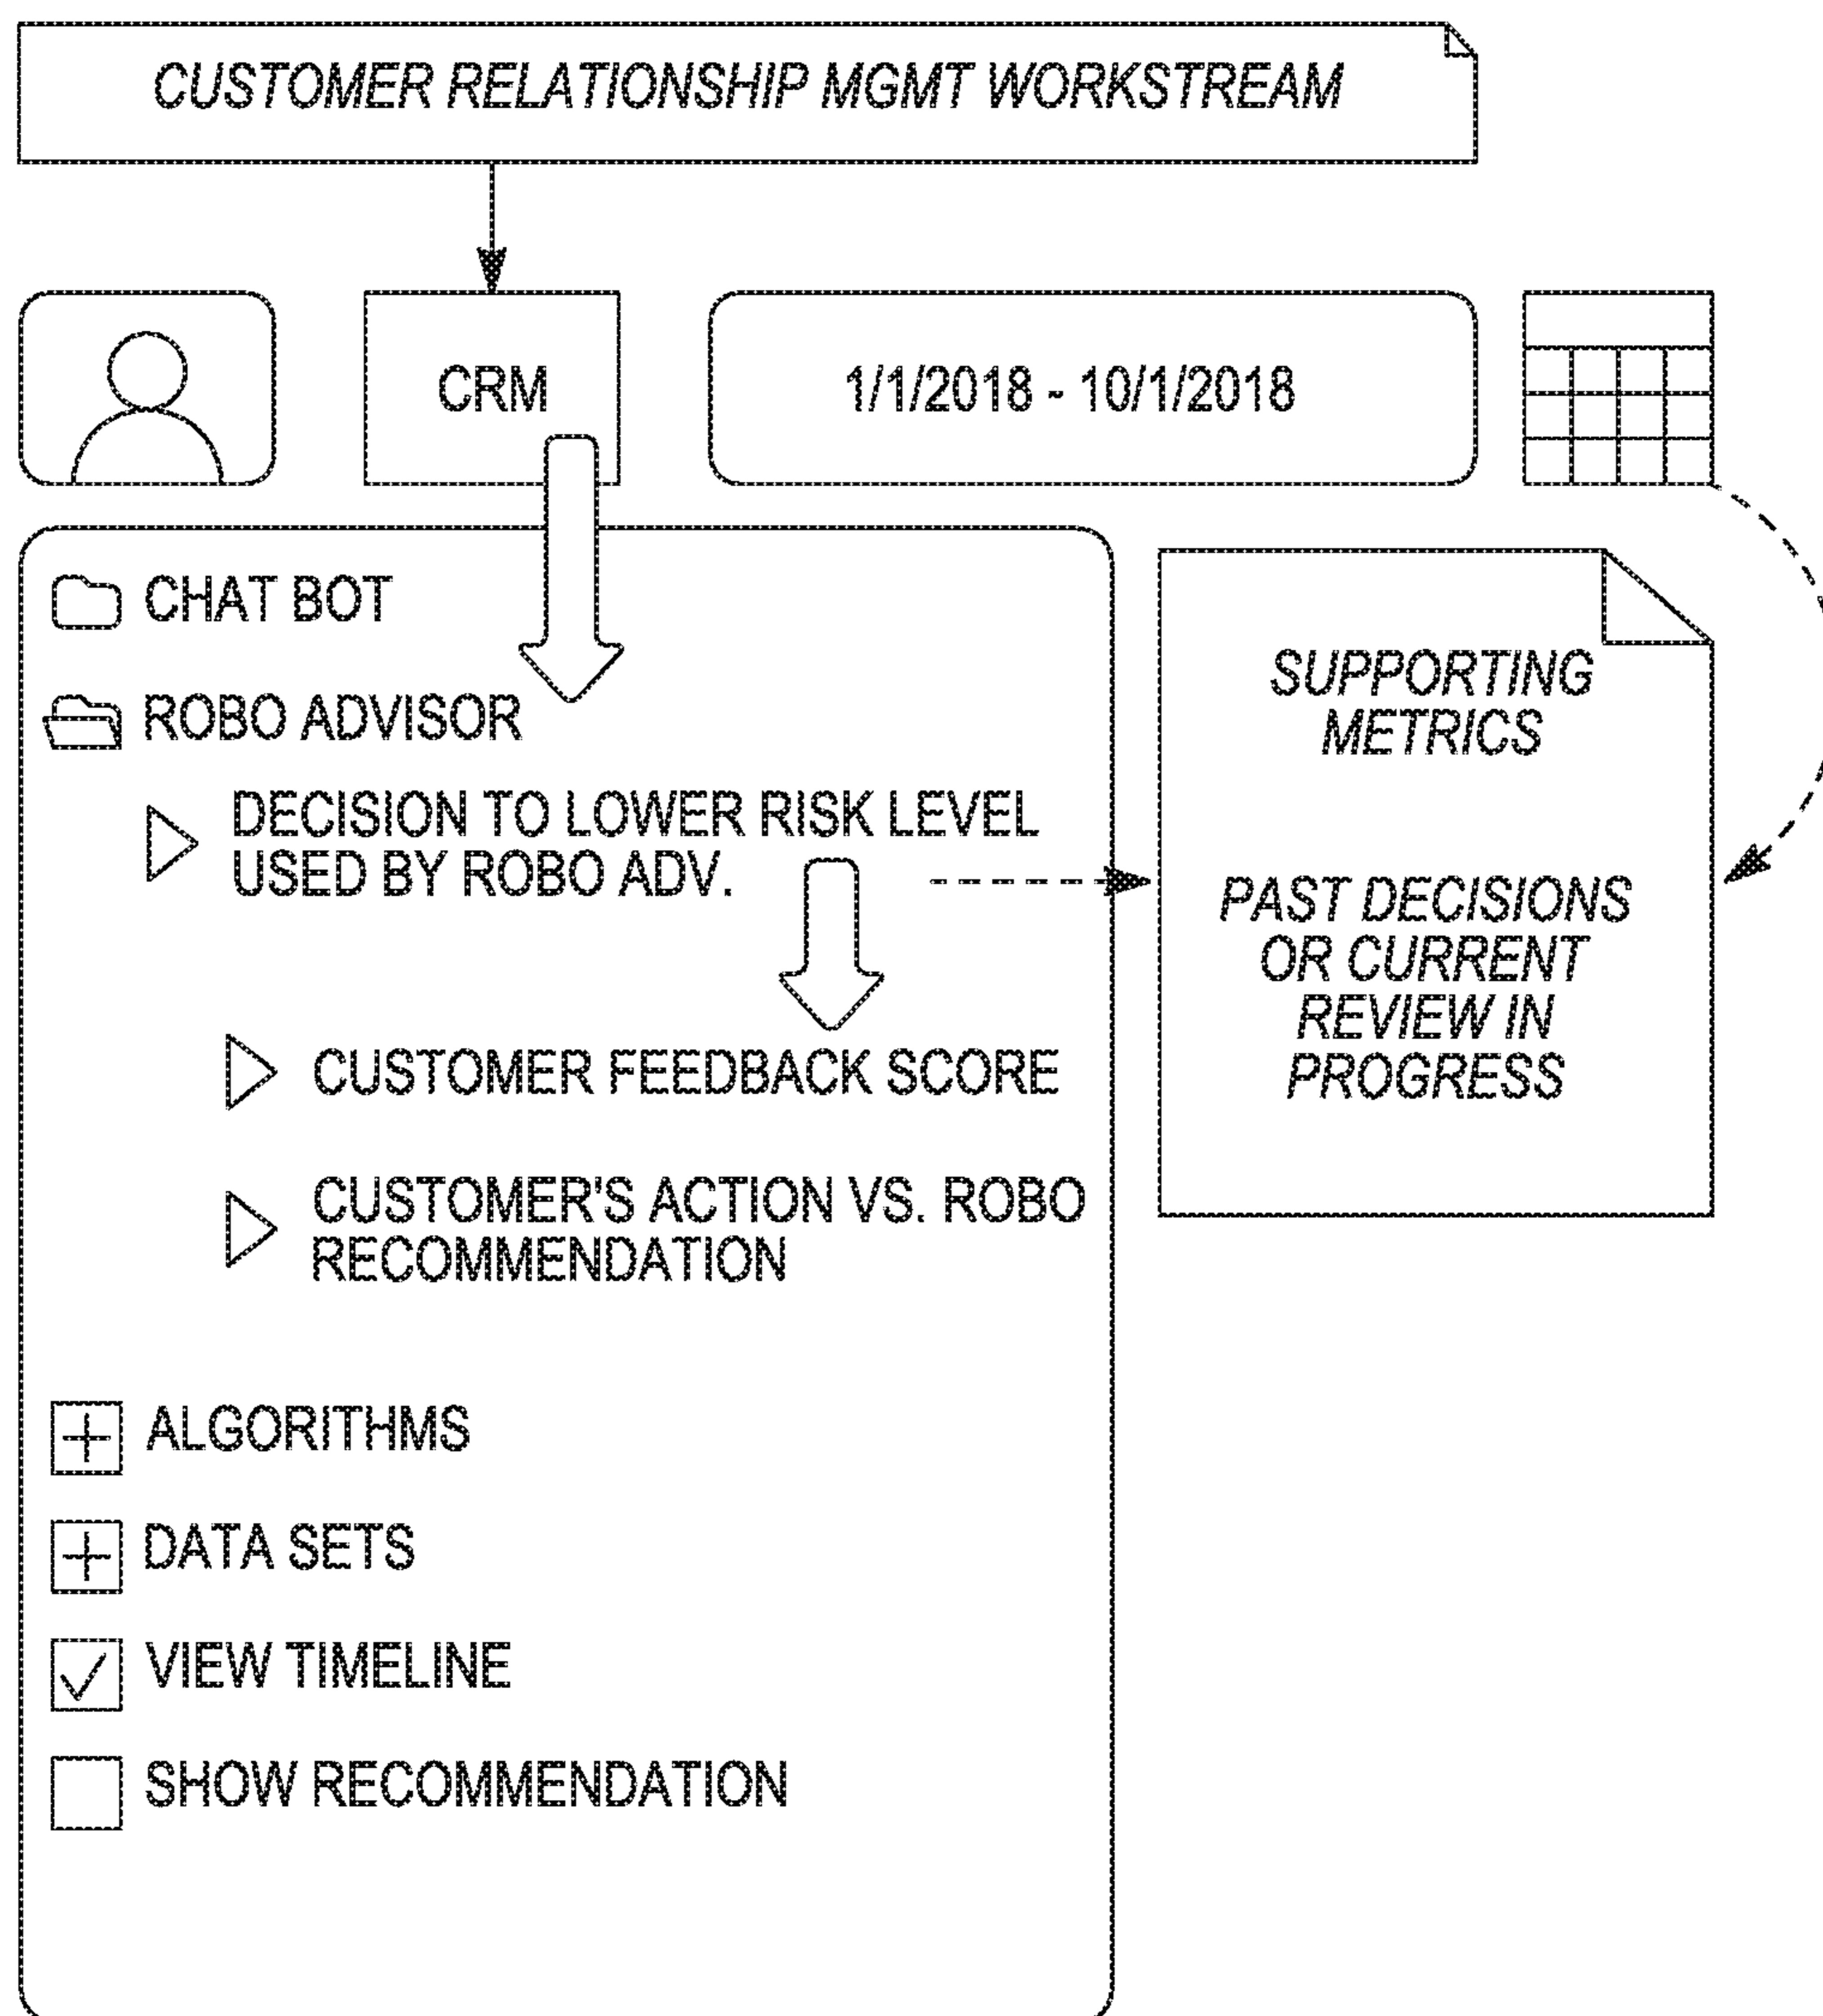 CUSTOMER RELATIONSHIP MGMT WORKSTREAM
CRM
1/1/2018 - 10/1/2018
CHAT BOT
ROBO ADVISOR
DECISION TO LOWER RISK LEVEL
USED BY ROBO ADV.
CUSTOMER FEEDBACK SCORE
CUSTOMER'S ACTION VS. ROBO
RECOMMENDATION
ALGORITHMS
DATA SETS
VIEW TIMELINE
SHOW RECOMMENDATION
SUPPORTING
METRICS
PAST DECISIONS
OR CURRENT
REVIEW IN
PROGRESS